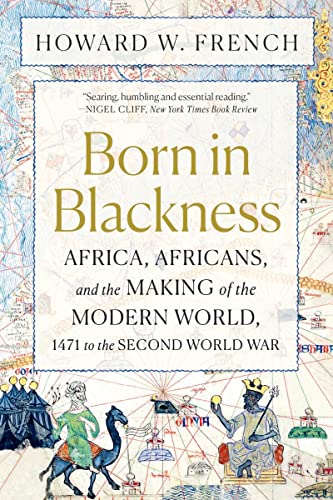 HOWARD W. FRENCH
“Searing, humbling and essential reading.”
—NIGEL CLIFF, New York Times Book Review
Born in
Blackness
AFRICA, AFRICANS,
and the MAKING of the
MODERN WORLD,
1471 to the SECOND WORLD WAR